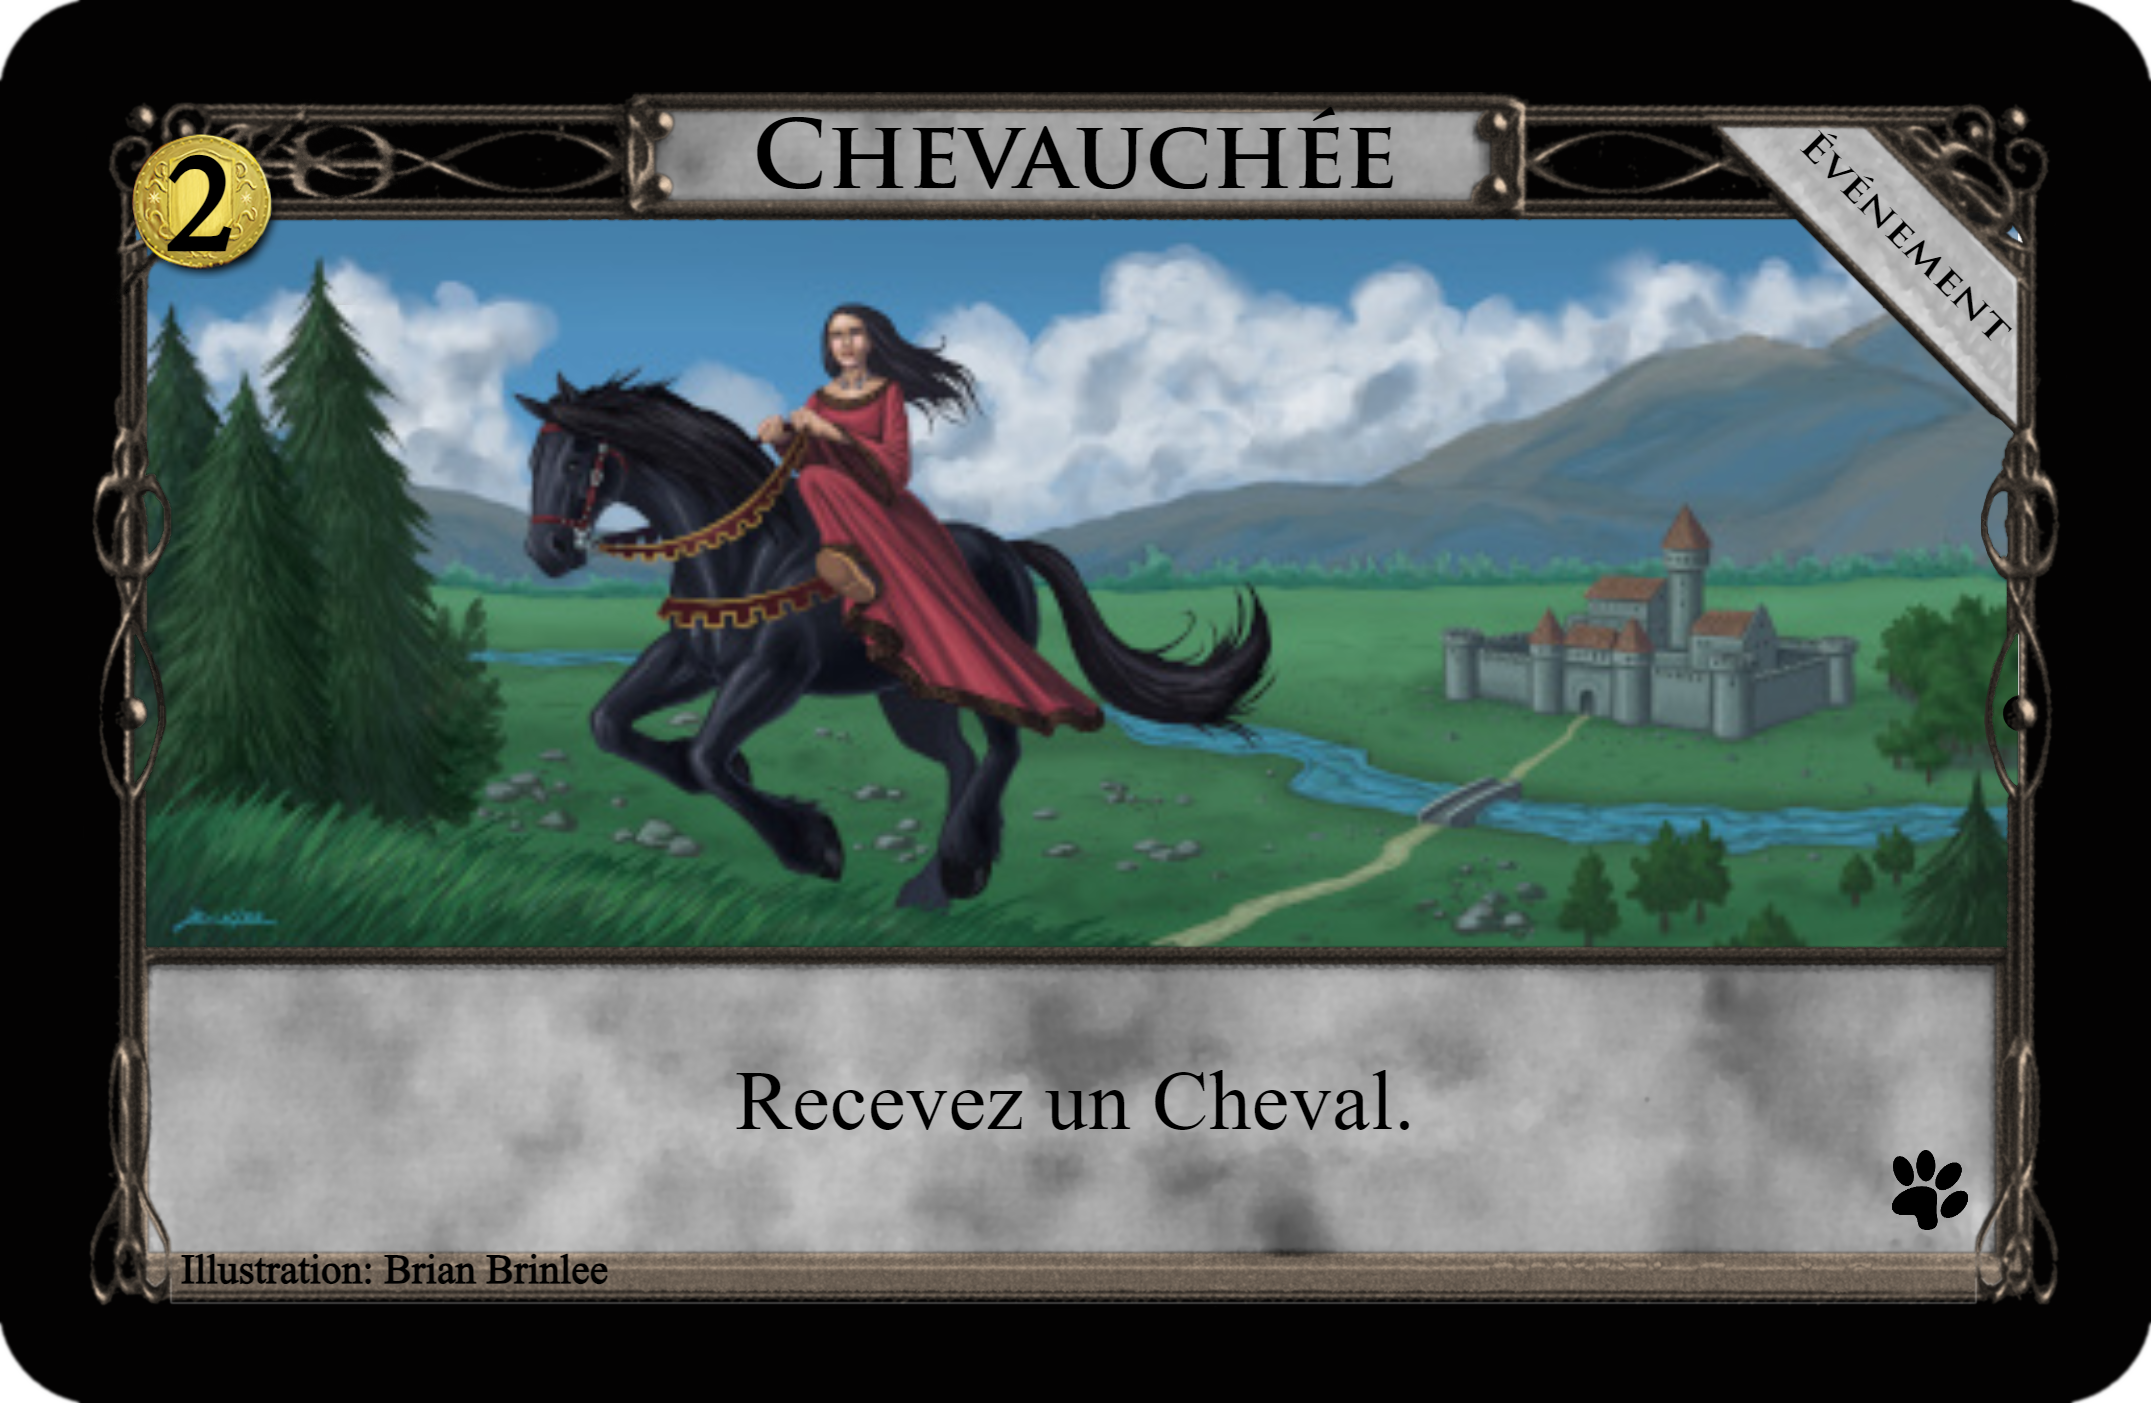 2
CHEVAUCHÉE
ÉVÉNEMENT
Recevez un Cheval.
Illustration: Brian Brinlee